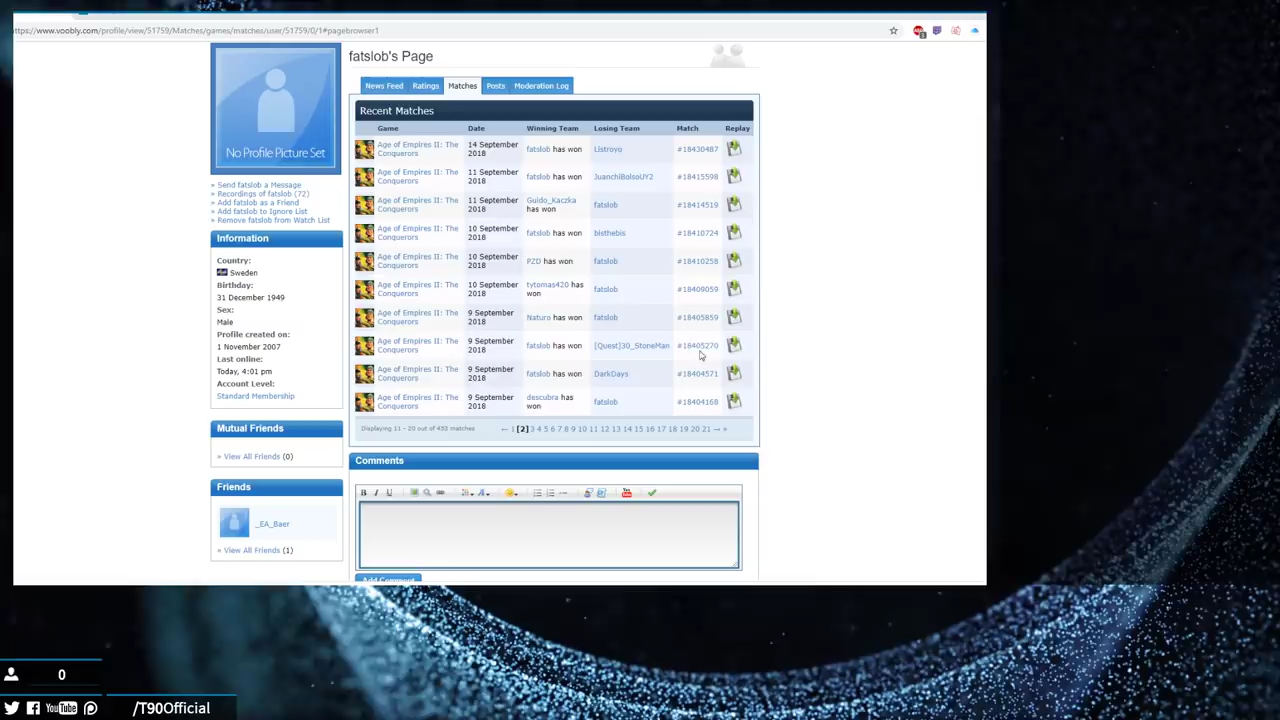 ttps://www.voobly.com/profile/view/51759/Matches/games/matches/user/51759/0/1#pagebrowser1
fatslob's Page
News Feed Ratings Matches Posts Moderation Log
No Profile Picture Set
» Send fatslob a Message
» Recordings of fatslob (72)
» Add fatslob as a Friend
» Add fatslob to Ignore List
» Remove fatslob from Watch List
Information
Country:
Sweden
Birthday:
31 December 1949
Sex:
Male
Profile created on:
1 November 2007
Last online:
Today, 4:01 pm
Account Level:
Standard Membership
Mutual Friends
» View All Friends (0)
Friends
_EA_Baer
» View All Friends (1)
Recent Matches
Game Date Winning Team Losing Team Match Replay
Age of Empires II: The 14 September fatslob has won Listroyo #18430487
Conquerors 2018
Age of Empires II: The 11 September fatslob has won JuanchiBolsoUY2 #18415598
Conquerors 2018
Age of Empires II: The 11 September Guido_Kaczka fatslob #18414519
Conquerors 2018 has won
Age of Empires II: The 10 September fatslob has won bisthebis #18410724
Conquerors 2018
Age of Empires II: The 10 September PZD has won fatslob #18410258
Conquerors 2018
Age of Empires II: The 10 September tytomas420 has fatslob #18409059
Conquerors 2018 won
Age of Empires II: The 9 September Naturo has won fatslob #18405859
Conquerors 2018
Age of Empires II: The 9 September fatslob has won [Quest]30_StoneMan #18405270
Conquerors 2018
Age of Empires II: The 9 September fatslob has won DarkDays #18404571
Conquerors 2018
Age of Empires II: The 9 September descubra has fatslob #18404168
Conquerors 2018 won
Displaying 11 - 20 out of 453 matches ← 1 [2] 3 4 5 6 7 8 9 10 11 12 13 14 15 16 17 18 19 20 21 → »
Comments
B I U
Add Comment
0
YouTube /T90Official